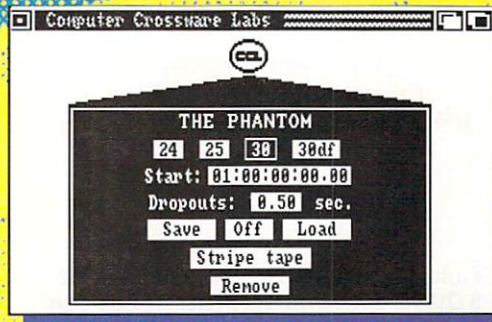 Computer Crossware Labs
CCL
THE PHANTOM
24 25 30 30df
Start: 01:00:00:00.00
Dropouts: 0.50 sec.
Save Off Load
Stripe tape
Remove